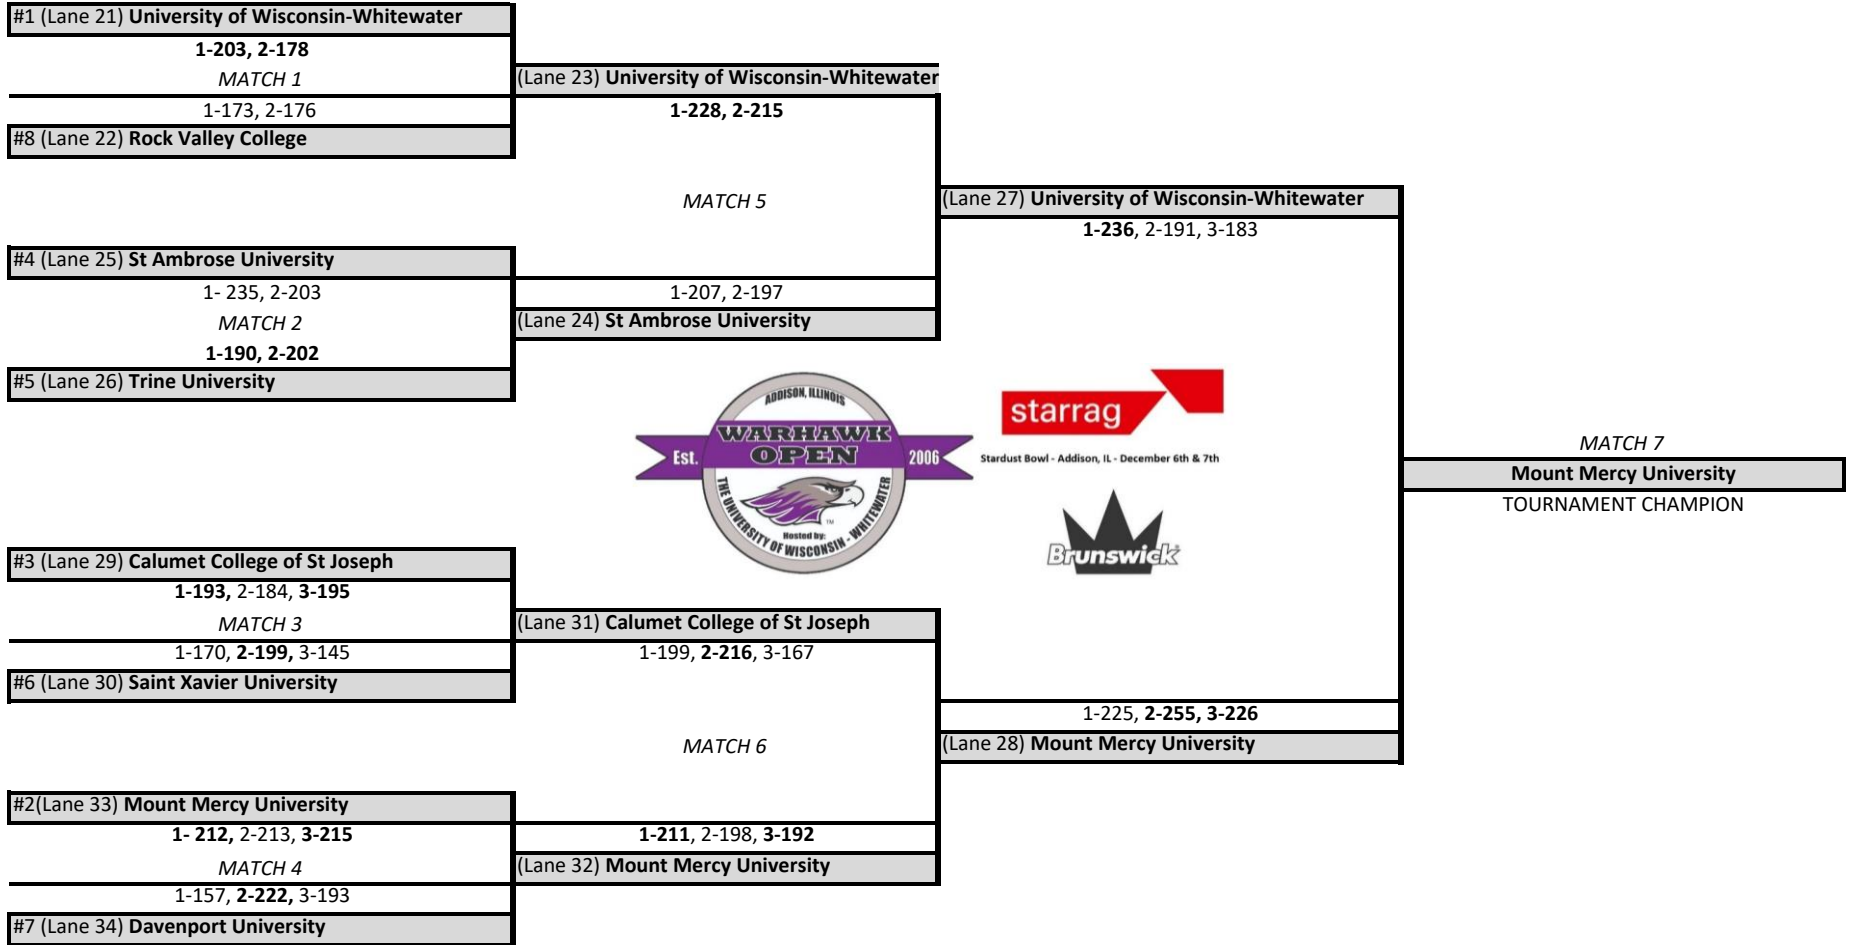 #1 (Lane 21) University of Wisconsin-Whitewater
1-203, 2-178
MATCH 1
1-173, 2-176
#8 (Lane 22) Rock Valley College
(Lane 23) University of Wisconsin-Whitewater
1-228, 2-215
MATCH 5
1-207, 2-197
(Lane 24) St Ambrose University
#4 (Lane 25) St Ambrose University
1- 235, 2-203
MATCH 2
1-190, 2-202
#5 (Lane 26) Trine University
(Lane 27) University of Wisconsin-Whitewater
1-236, 2-191, 3-183
ADDISON, ILLINOIS
WARHAWK
OPEN
Est.
2006
TM
Hosted by:
THE UNIVERSITY OF WISCONSIN - WHITEWATER
starrag
Stardust Bowl - Addison, IL - December 6th & 7th
Brunswick
MATCH 7
Mount Mercy University
TOURNAMENT CHAMPION
#3 (Lane 29) Calumet College of St Joseph
1-193, 2-184, 3-195
MATCH 3
1-170, 2-199, 3-145
#6 (Lane 30) Saint Xavier University
(Lane 31) Calumet College of St Joseph
1-199, 2-216, 3-167
MATCH 6
1-211, 2-198, 3-192
(Lane 32) Mount Mercy University
1-225, 2-255, 3-226
(Lane 28) Mount Mercy University
#2(Lane 33) Mount Mercy University
1- 212, 2-213, 3-215
MATCH 4
1-157, 2-222, 3-193
#7 (Lane 34) Davenport University